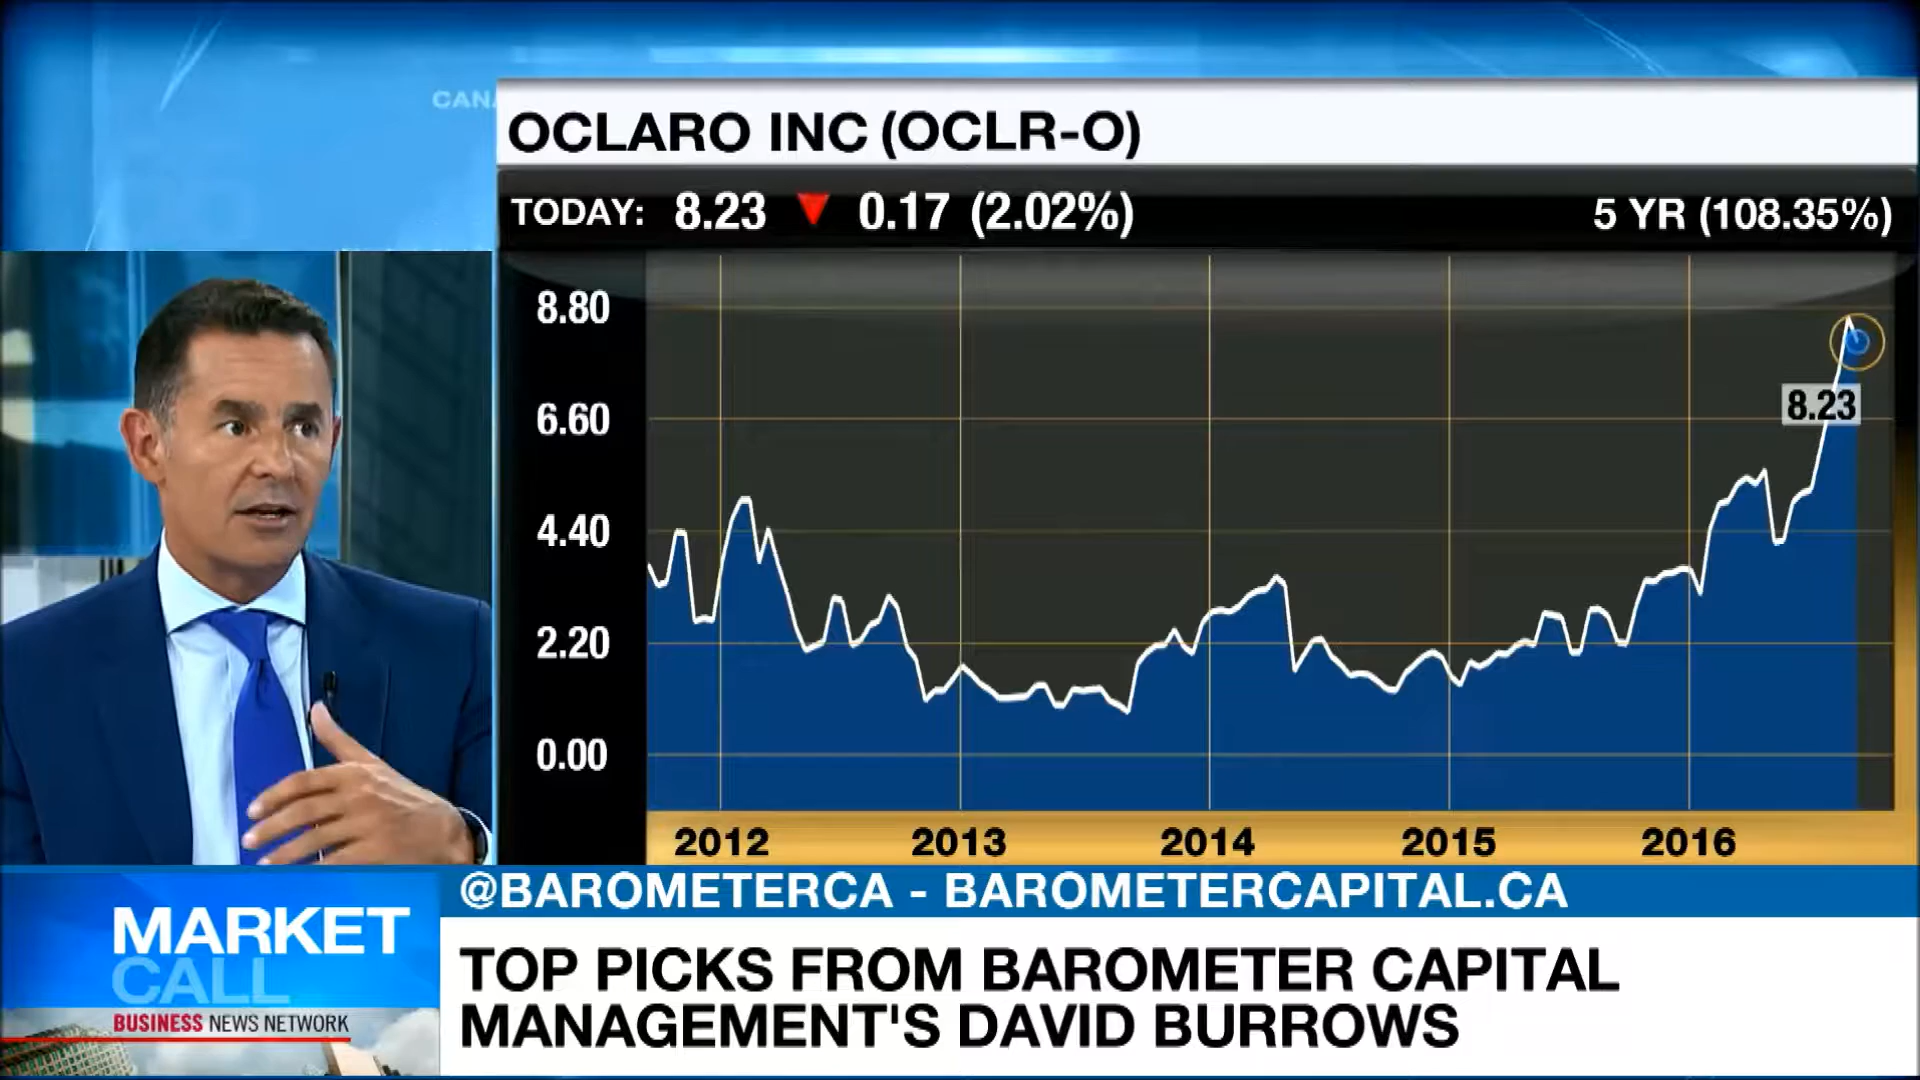 CAN
OCLARO INC (OCLR-O)
TODAY: 8.23 ▼ 0.17 (2.02%) 5 YR (108.35%)
8.80
6.60
4.40
2.20
0.00
8.23
2012 2013 2014 2015 2016
@BAROMETERCA - BAROMETERCAPITAL.CA
MARKET
CALL
BUSINESS NEWS NETWORK
TOP PICKS FROM BAROMETER CAPITAL
MANAGEMENT'S DAVID BURROWS